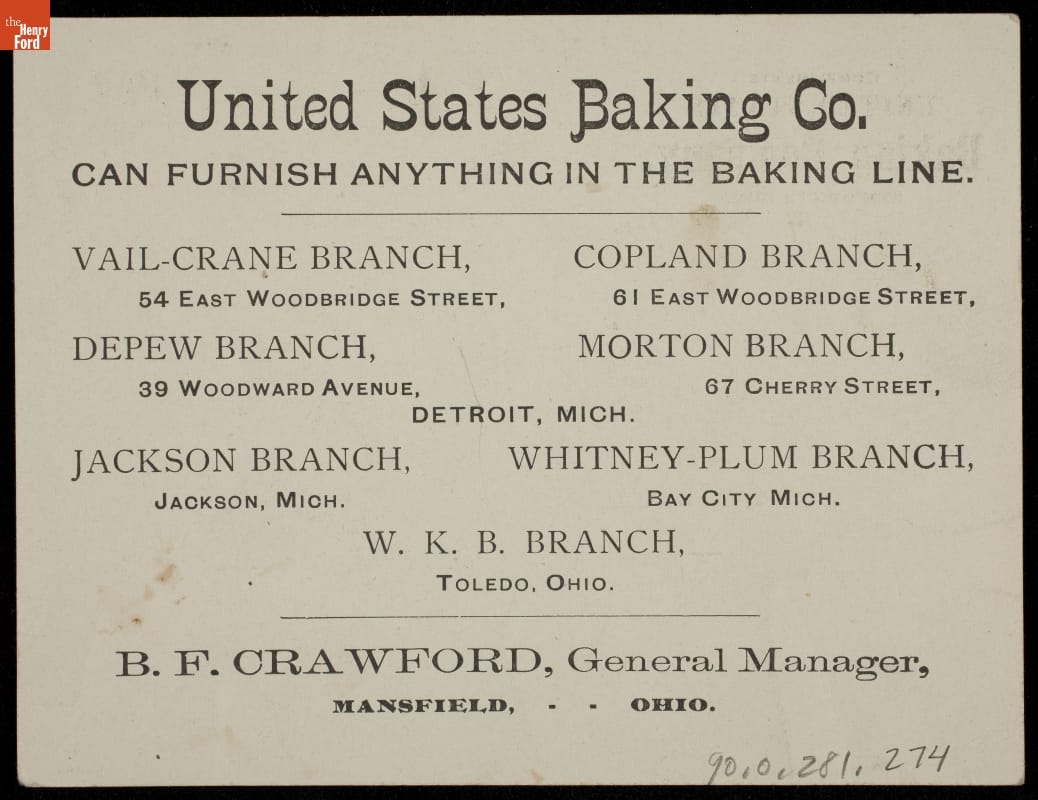 the
Henry
Ford
United States Baking Co.
CAN FURNISH ANYTHING IN THE BAKING LINE.
VAIL-CRANE BRANCH,
54 EAST WOODBRIDGE STREET,
COPLAND BRANCH,
61 EAST WOODBRIDGE STREET,
DEPEW BRANCH,
39 WOODWARD AVENUE,
MORTON BRANCH,
67 CHERRY STREET,
DETROIT, MICH.
JACKSON BRANCH,
JACKSON, MICH.
WHITNEY-PLUM BRANCH,
BAY CITY MICH.
W. K. B. BRANCH,
TOLEDO, OHIO.
B. F. CRAWFORD, General Manager,
MANSFIELD, - - OHIO.
90.0.281.274